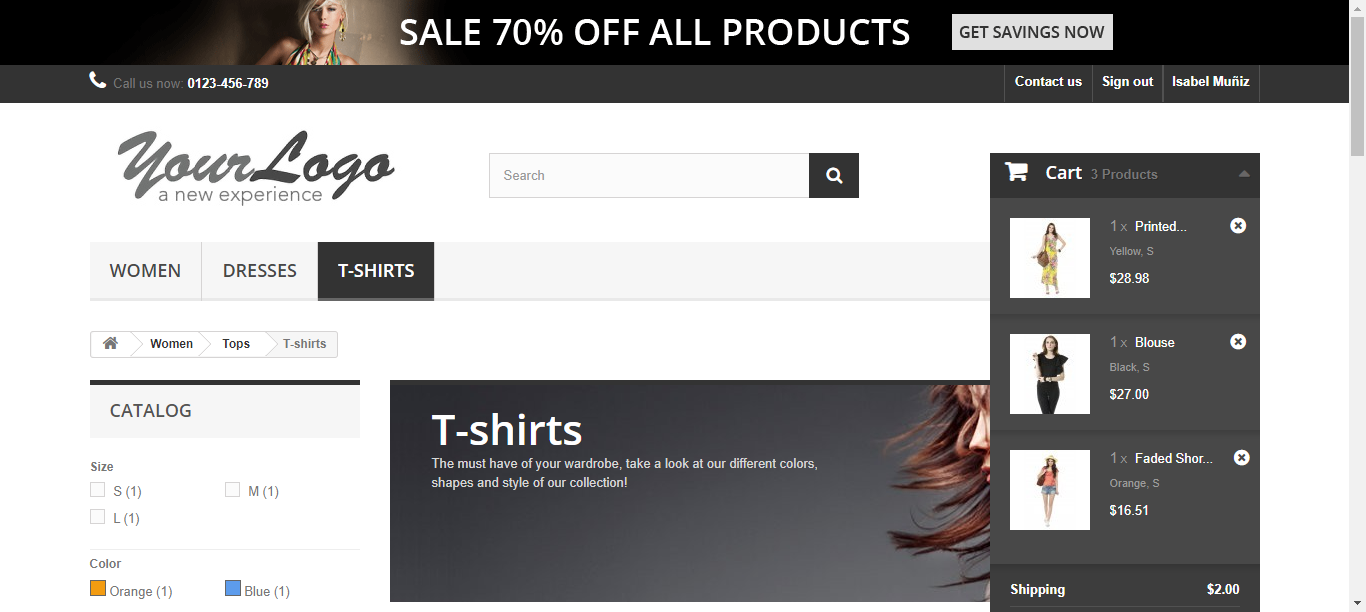 SALE 70% OFF ALL PRODUCTS
GET SAVINGS NOW
Call us now: 0123-456-789
Contact us
Sign out
Isabel Muñiz
YourLogo
a new experience
Search
Cart 3 Products
1 x Printed...
Yellow, S
$28.98
1 x Blouse
Black, S
$27.00
1 x Faded Shor...
Orange, S
$16.51
Shipping $2.00
WOMEN
DRESSES
T-SHIRTS
Women
Tops
T-shirts
CATALOG
Size
S (1)
M (1)
L (1)
Color
Orange (1)
Blue (1)
T-shirts
The must have of your wardrobe, take a look at our different colors,
shapes and style of our collection!